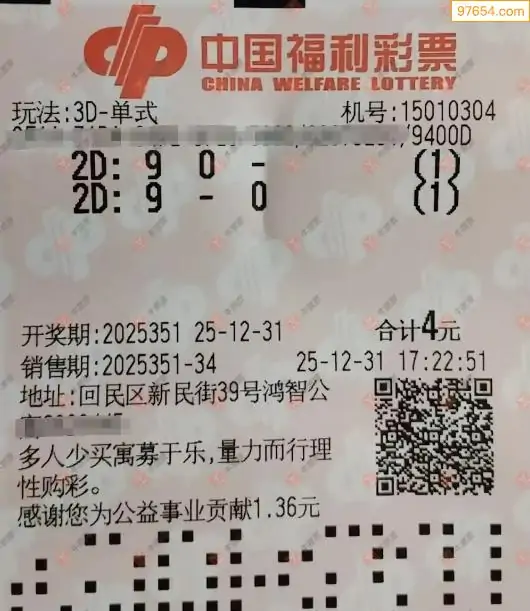 97654.com
中国福利彩票
CHINA WELFARE LOTTERY
玩法:3D-单式 机号:15010304
/9400D
2D: 9 0 - (1)
2D: 9 - 0 (1)
开奖期:2025351 25-12-31 合计4元
销售期:2025351-34 25-12-31 17:22:51
地址:回民区新民街39号鸿智公
多人少买寓募于乐,量力而行理
性购彩。
感谢您为公益事业贡献1.36元